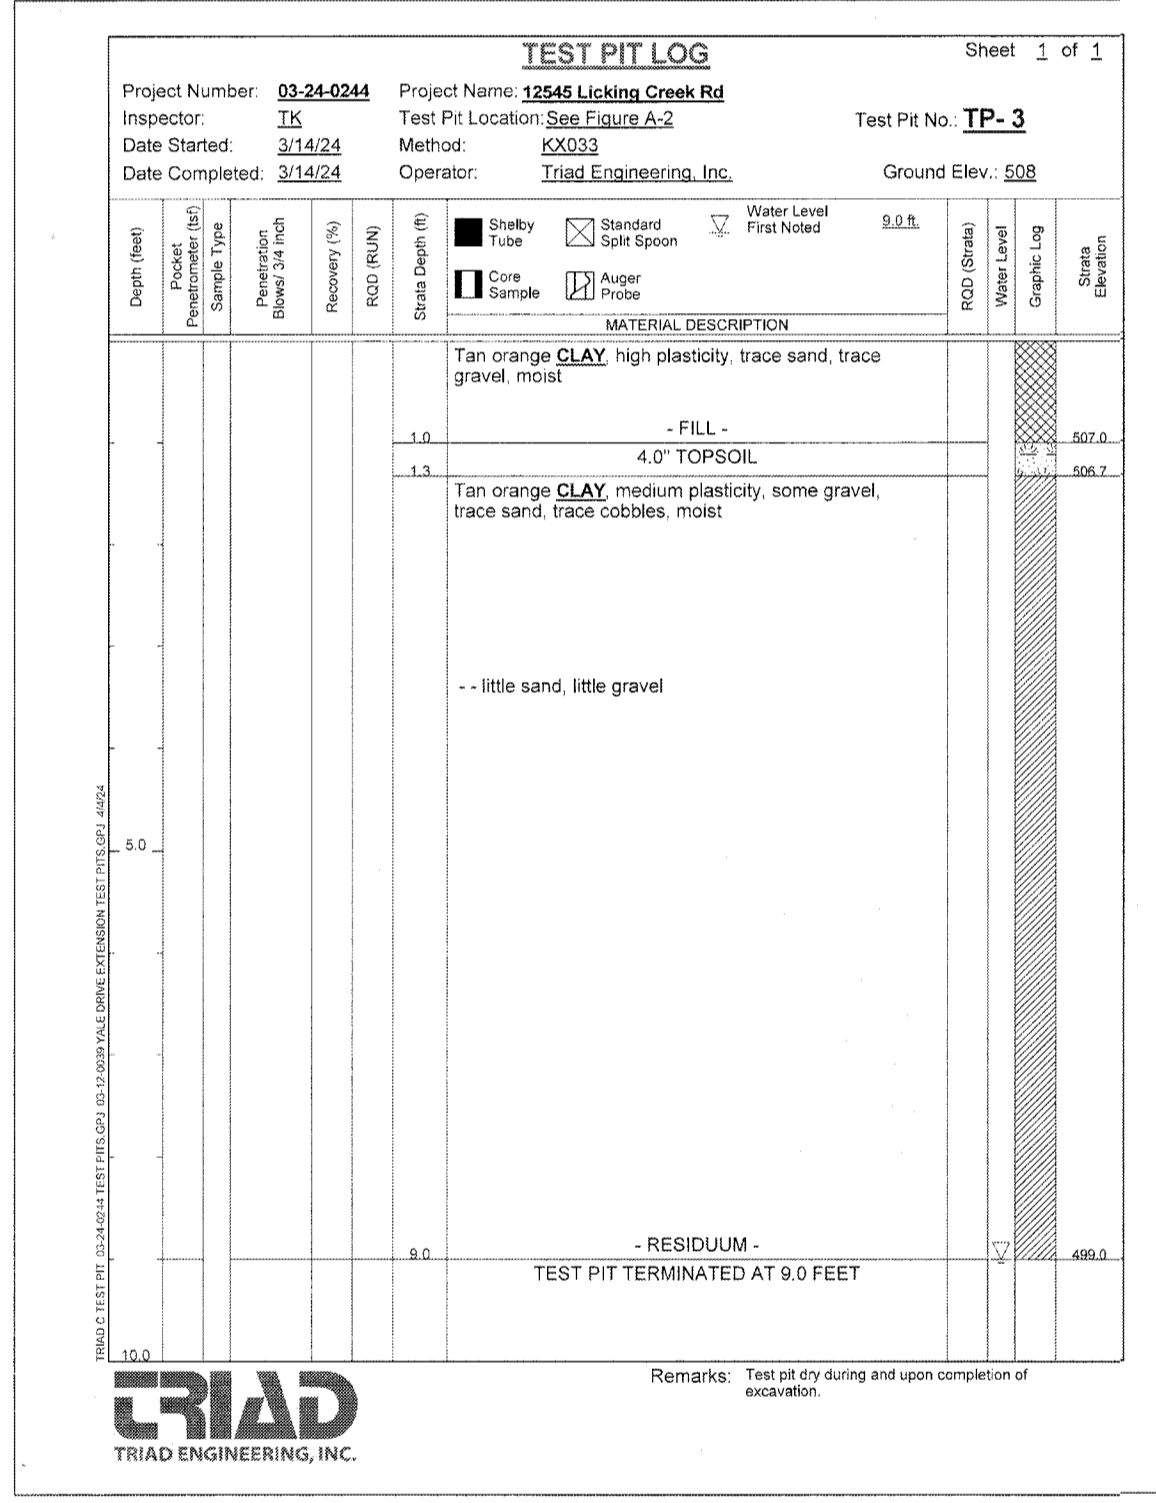 TEST PIT LOG
Sheet 1 of 1
Project Number: 03-24-0244
Project Name: 12545 Licking Creek Rd
Inspector: TK
Test Pit Location: See Figure A-2
Test Pit No.: TP- 3
Date Started: 3/14/24
Method: KX033
Date Completed: 3/14/24
Operator: Triad Engineering, Inc.
Ground Elev.: 508
Depth (feet)
Pocket
Penetrometer (tsf)
Sample Type
Penetration
Blows/ 3/4 inch
Recovery (%)
RQD (RUN)
Strata Depth (ft)
Shelby
Tube
Standard
Split Spoon
Water Level
First Noted
9.0 ft.
Core
Sample
Auger
Probe
MATERIAL DESCRIPTION
RQD (Strata)
Water Level
Graphic Log
Strata
Elevation
Tan orange CLAY, high plasticity, trace sand, trace
gravel, moist
- FILL -
1.0
507.0
4.0" TOPSOIL
1.3
506.7
Tan orange CLAY, medium plasticity, some gravel,
trace sand, trace cobbles, moist
- - little sand, little gravel
5.0
- RESIDUUM -
9.0
499.0
TEST PIT TERMINATED AT 9.0 FEET
10.0
TRIAD C TEST PIT 03-24-0244 TEST PITS.GPJ 03-12-0039 YALE DRIVE EXTENSION TEST PITS.GPJ 4/4/24
Remarks: Test pit dry during and upon completion of
excavation.
TRIAD
TRIAD ENGINEERING, INC.